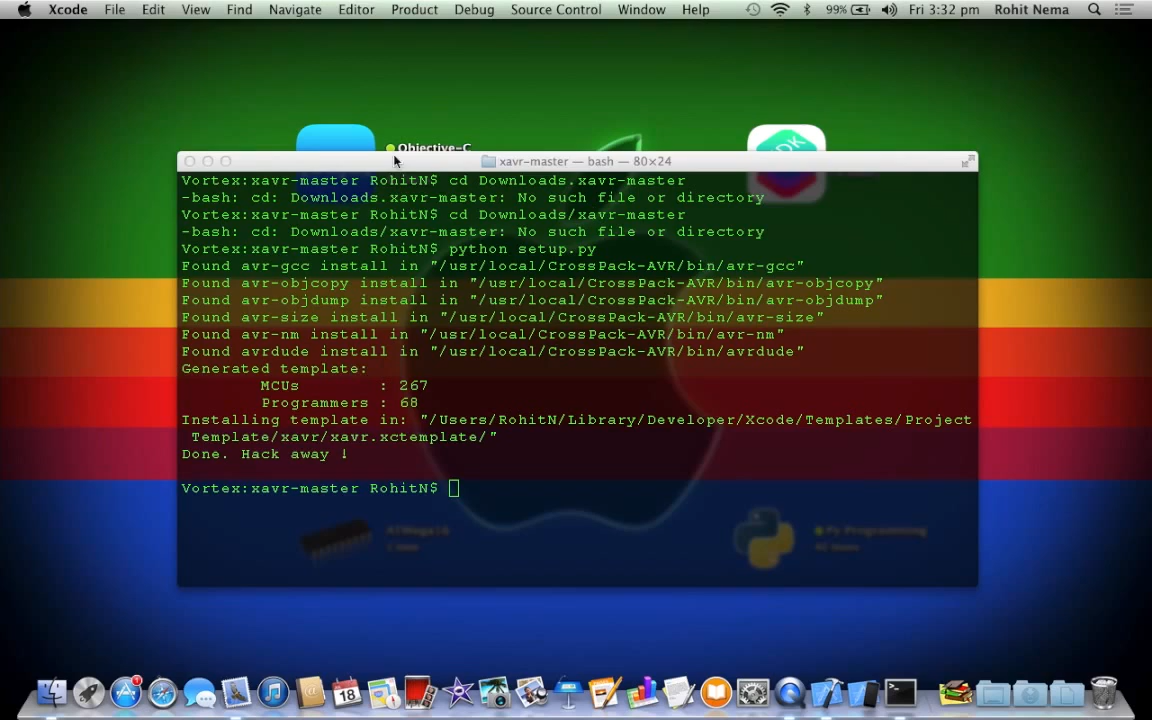 Xcode File Edit View Find Navigate Editor Product Debug Source Control Window Help 99% Fri 3:32 pm Rohit Nema
Objective-C
xavr-master — bash — 80×24
Vortex:xavr-master RohitN$ cd Downloads.xavr-master
-bash: cd: Downloads.xavr-master: No such file or directory
Vortex:xavr-master RohitN$ cd Downloads/xavr-master
-bash: cd: Downloads/xavr-master: No such file or directory
Vortex:xavr-master RohitN$ python setup.py
Found avr-gcc install in "/usr/local/CrossPack-AVR/bin/avr-gcc"
Found avr-objcopy install in "/usr/local/CrossPack-AVR/bin/avr-objcopy"
Found avr-objdump install in "/usr/local/CrossPack-AVR/bin/avr-objdump"
Found avr-size install in "/usr/local/CrossPack-AVR/bin/avr-size"
Found avr-nm install in "/usr/local/CrossPack-AVR/bin/avr-nm"
Found avrdude install in "/usr/local/CrossPack-AVR/bin/avrdude"
Generated template:
MCUs : 267
Programmers : 68
Installing template in: "/Users/RohitN/Library/Developer/Xcode/Templates/Project
Template/xavr/xavr.xctemplate/"
Done. Hack away !
Vortex:xavr-master RohitN$
ATMega16
Py Programming
18